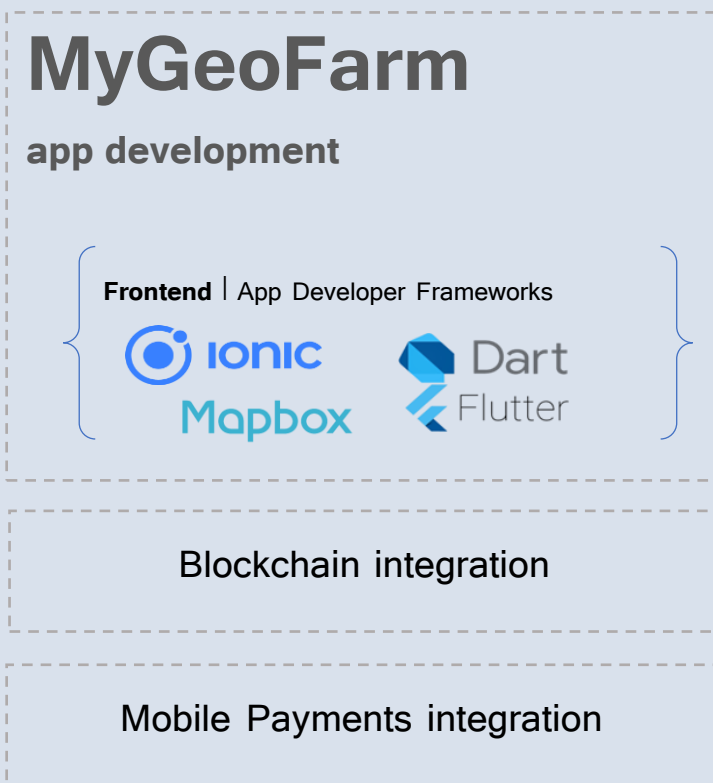 MyGeoFarm
app development
Frontend | App Developer Frameworks
IONIC
Dart
Mapbox
Flutter
Blockchain integration
Mobile Payments integration